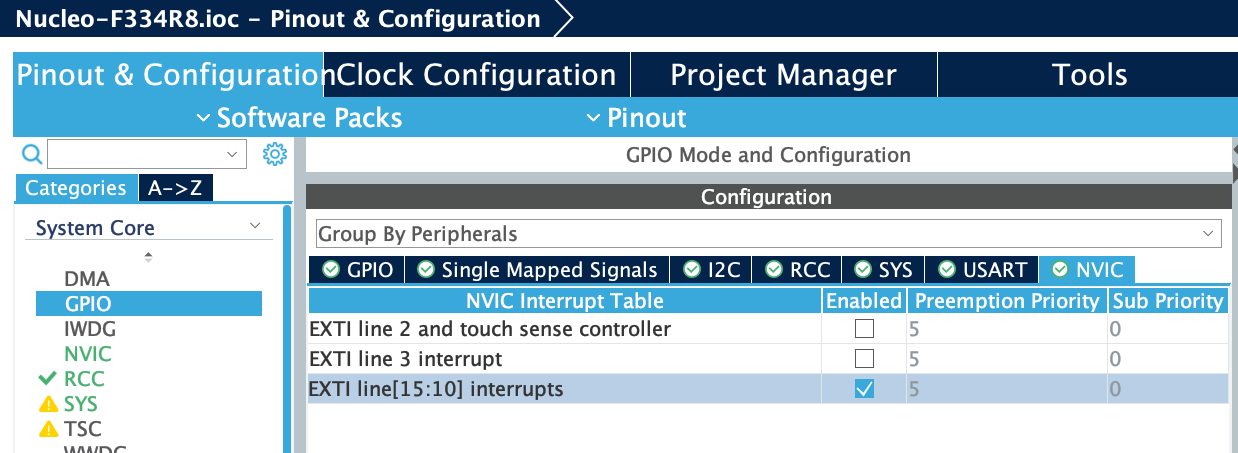 Nucleo-F334R8.ioc - Pinout & Configuration
Pinout & Configuration Clock Configuration Project Manager Tools
Software Packs Pinout
GPIO Mode and Configuration
Categories A->Z
Configuration
System Core
Group By Peripherals
GPIO Single Mapped Signals I2C RCC SYS USART NVIC
DMA
GPIO
IWDG
NVIC
RCC
SYS
TSC
WWDG
NVIC Interrupt Table Enabled Preemption Priority Sub Priority
EXTI line 2 and touch sense controller 5 0
EXTI line 3 interrupt 5 0
EXTI line[15:10] interrupts 5 0